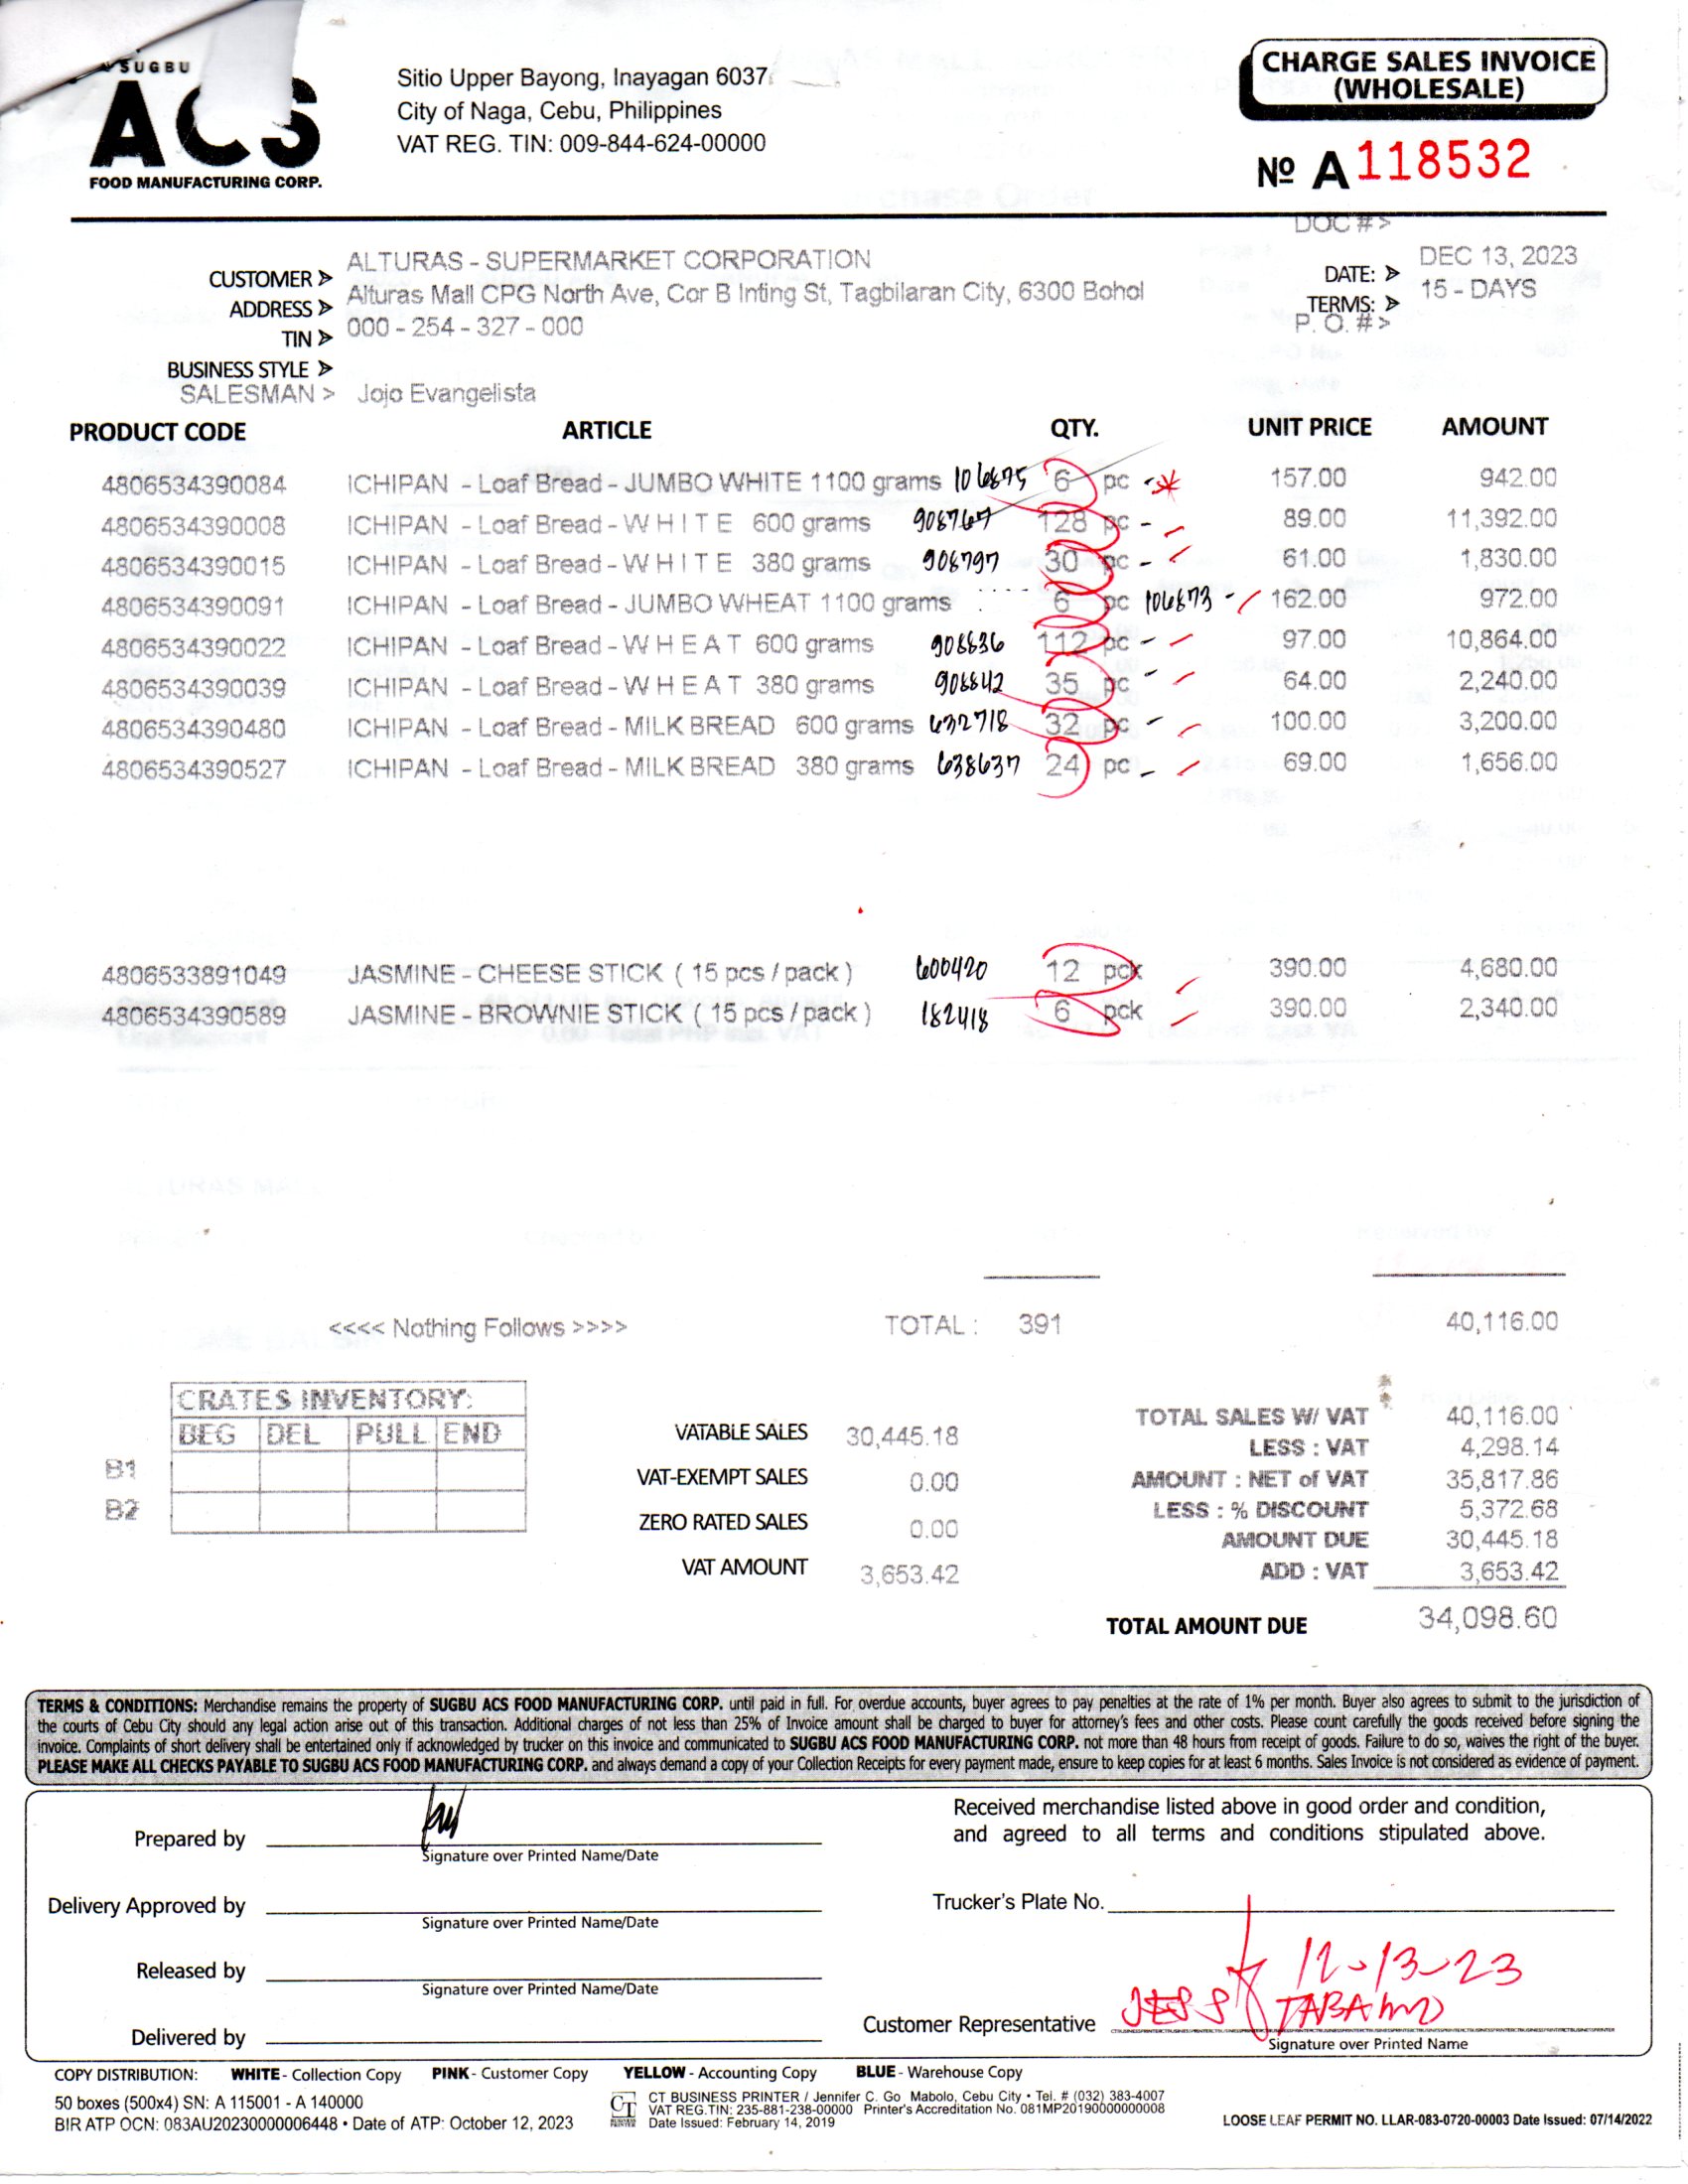 SUGBU
ACS
FOOD MANUFACTURING CORP.
Sitio Upper Bayong, Inayagan 6037
City of Naga, Cebu, Philippines
VAT REG. TIN: 009-844-624-00000
CHARGE SALES INVOICE
(WHOLESALE)
Nº A 118532
DOC # >
CUSTOMER > ALTURAS - SUPERMARKET CORPORATION
DATE: > DEC 13, 2023
ADDRESS > Alturas Mall CPG North Ave, Cor B Inting St, Tagbilaran City, 6300 Bohol
TERMS: > 15 - DAYS
TIN > 000 - 254 - 327 - 000
P. O. # >
BUSINESS STYLE >
SALESMAN > Jojo Evangelista
PRODUCT CODE ARTICLE QTY. UNIT PRICE AMOUNT
4806534390084 ICHIPAN - Loaf Bread - JUMBO WHITE 1100 grams 106875 6 pc 157.00 942.00
4806534390008 ICHIPAN - Loaf Bread - W H I T E 600 grams 908767 128 pc - 89.00 11,392.00
4806534390015 ICHIPAN - Loaf Bread - W H I T E 380 grams 908797 30 pc - 61.00 1,830.00
4806534390091 ICHIPAN - Loaf Bread - JUMBO WHEAT 1100 grams 6 pc 106873 - 162.00 972.00
4806534390022 ICHIPAN - Loaf Bread - W H E A T 600 grams 908836 112 pc - 97.00 10,864.00
4806534390039 ICHIPAN - Loaf Bread - W H E A T 380 grams 908842 35 pc - 64.00 2,240.00
4806534390480 ICHIPAN - Loaf Bread - MILK BREAD 600 grams 632718 32 pc - 100.00 3,200.00
4806534390527 ICHIPAN - Loaf Bread - MILK BREAD 380 grams 638637 24 pc - 69.00 1,656.00
4806533891049 JASMINE - CHEESE STICK ( 15 pcs / pack ) 600420 12 pck 390.00 4,680.00
4806534390589 JASMINE - BROWNIE STICK ( 15 pcs / pack ) 182418 6 pck 390.00 2,340.00
<<<< Nothing Follows >>>> TOTAL : 391 40,116.00
CRATES INVENTORY:
BEG DEL PULL END
B1
B2
VATABLE SALES 30,445.18
VAT-EXEMPT SALES 0.00
ZERO RATED SALES 0.00
VAT AMOUNT 3,653.42
TOTAL SALES W/ VAT 40,116.00
LESS : VAT 4,298.14
AMOUNT : NET of VAT 35,817.86
LESS : % DISCOUNT 5,372.68
AMOUNT DUE 30,445.18
ADD : VAT 3,653.42
TOTAL AMOUNT DUE 34,098.60
TERMS & CONDITIONS: Merchandise remains the property of SUGBU ACS FOOD MANUFACTURING CORP. until paid in full. For overdue accounts, buyer agrees to pay penalties at the rate of 1% per month. Buyer also agrees to submit to the jurisdiction of
the courts of Cebu City should any legal action arise out of this transaction. Additional charges of not less than 25% of Invoice amount shall be charged to buyer for attorney's fees and other costs. Please count carefully the goods received before signing the
invoice. Complaints of short delivery shall be entertained only if acknowledged by trucker on this invoice and communicated to SUGBU ACS FOOD MANUFACTURING CORP. not more than 48 hours from receipt of goods. Failure to do so, waives the right of the buyer.
PLEASE MAKE ALL CHECKS PAYABLE TO SUGBU ACS FOOD MANUFACTURING CORP. and always demand a copy of your Collection Receipts for every payment made, ensure to keep copies for at least 6 months. Sales Invoice is not considered as evidence of payment.
Prepared by
Signature over Printed Name/Date
Delivery Approved by
Signature over Printed Name/Date
Released by
Signature over Printed Name/Date
Delivered by
Received merchandise listed above in good order and condition,
and agreed to all terms and conditions stipulated above.
Trucker's Plate No.
12-13-23
Customer Representative JESS
Signature over Printed Name
COPY DISTRIBUTION: WHITE - Collection Copy PINK - Customer Copy YELLOW - Accounting Copy BLUE - Warehouse Copy
50 boxes (500x4) SN: A 115001 - A 140000
BIR ATP OCN: 083AU20230000006448 • Date of ATP: October 12, 2023
CT BUSINESS PRINTER / Jennifer C. Go Mabolo, Cebu City • Tel. # (032) 383-4007
VAT REG.TIN: 235-881-238-00000 Printer's Accreditation No. 081MP20190000000008
Date Issued: February 14, 2019
LOOSE LEAF PERMIT NO. LLAR-083-0720-00003 Date Issued: 07/14/2022